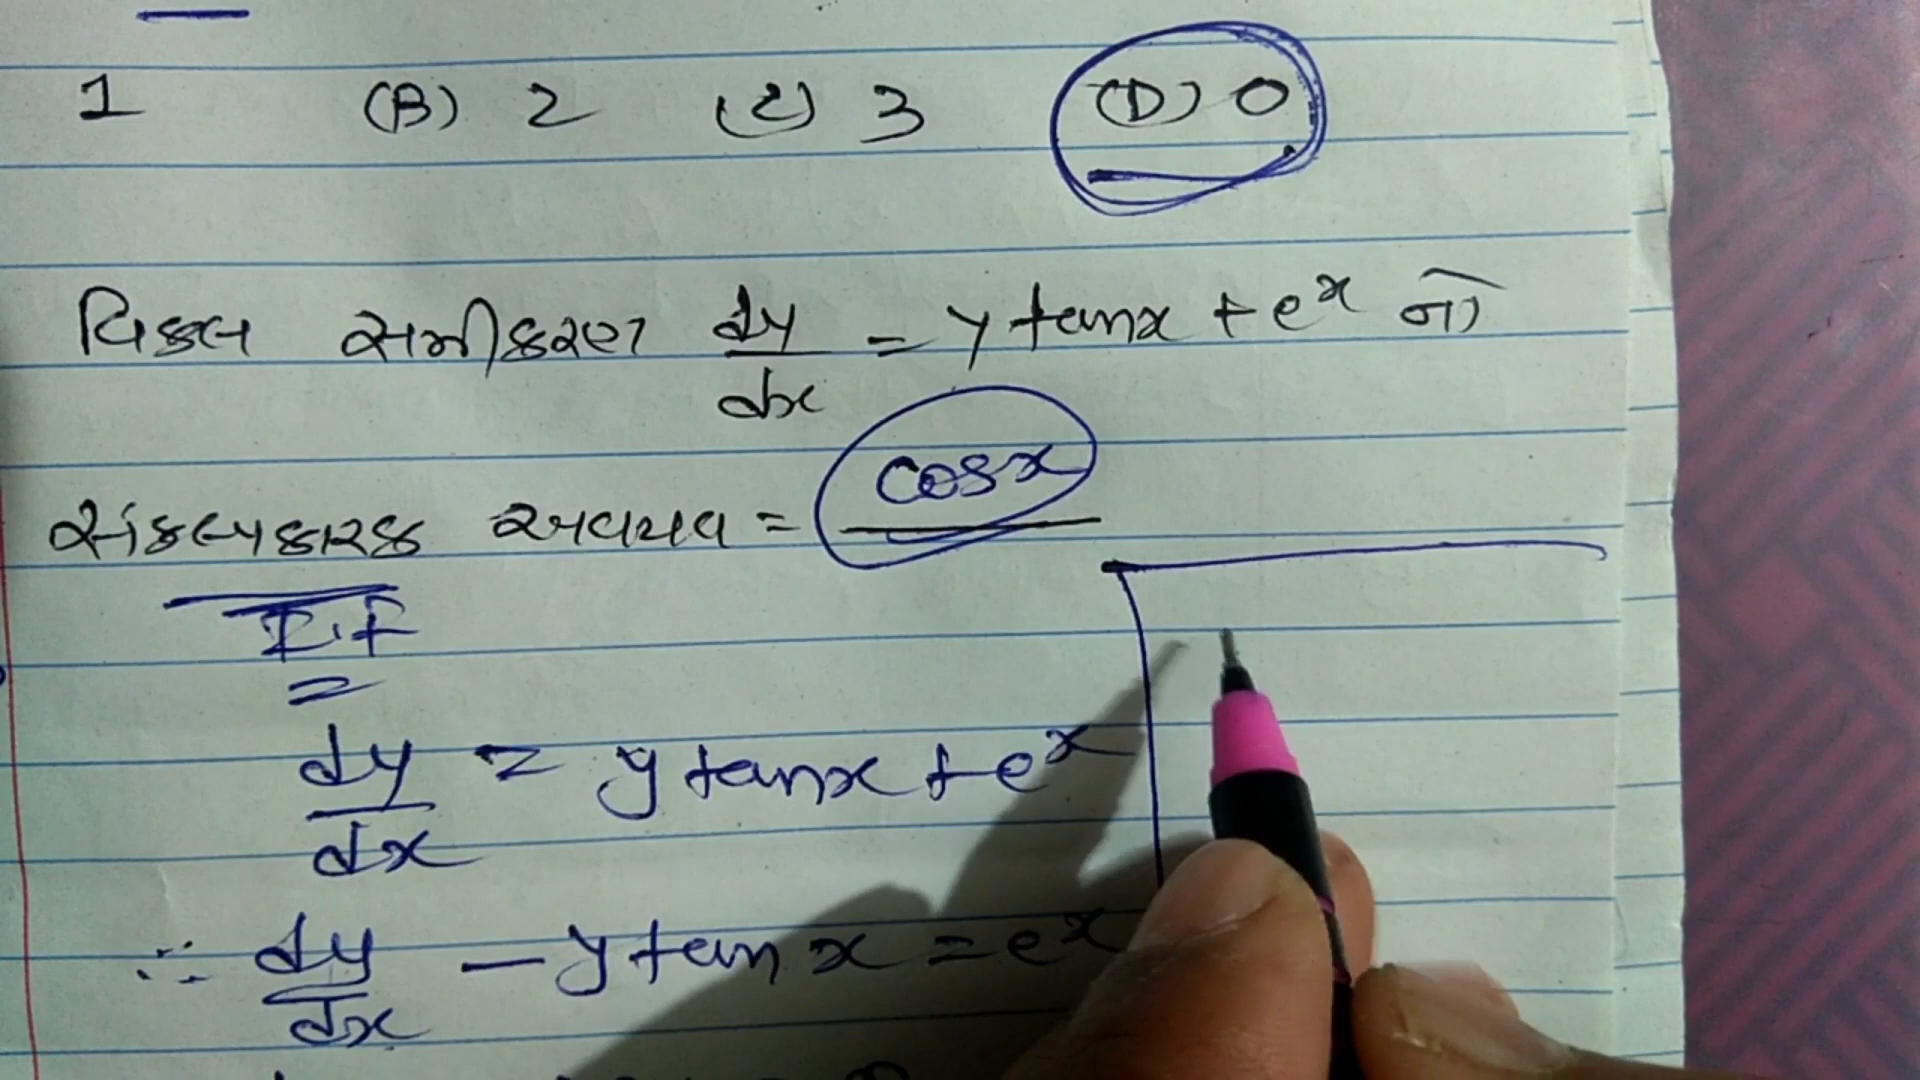 1 (B) 2 (C) 3 (D) 0
વિકલ સમીકરણ dy/dx = y tanx + e^x નો
સંકલ્યકારક અવયવ = cosx
I.F
=
dy/dx = y tanx + e^x
∴ dy/dx - y tan x = e^x